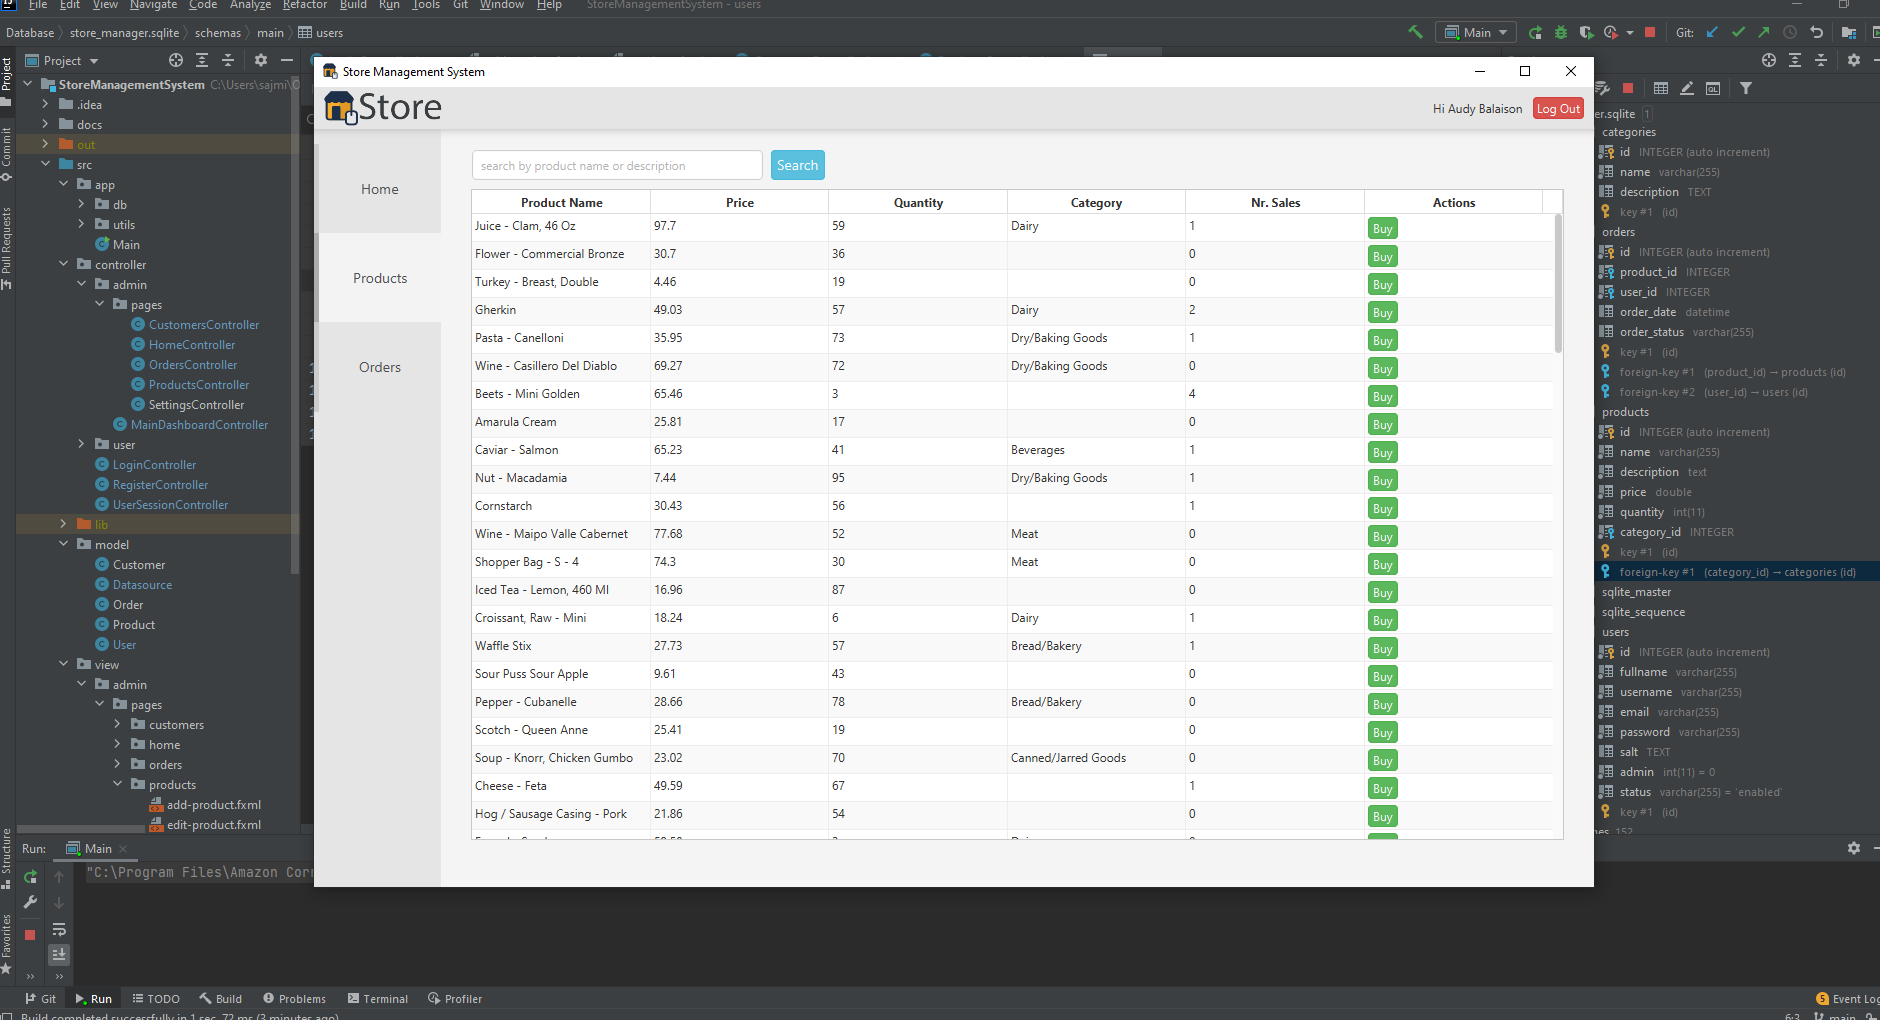 File Edit View Navigate Code Analyze Refactor Build Run Tools Git Window Help StoreManagementSystem - users
Database store_manager.sqlite schemas main users
Main Git:
Project
StoreManagementSystem C:\Users\sajmi\O
.idea
docs
out
src
app
db
utils
Main
controller
admin
pages
CustomersController
HomeController
OrdersController
ProductsController
SettingsController
MainDashboardController
user
LoginController
RegisterController
UserSessionController
lib
model
Customer
Datasource
Order
Product
User
view
admin
pages
customers
home
orders
products
add-product.fxml
edit-product.fxml
Project
Commit
Pull Requests
Structure
Favorites
Store Management System
Store
Hi Audy Balaison Log Out
Home
Products
Orders
search by product name or description Search
Product Name Price Quantity Category Nr. Sales Actions
Juice - Clam, 46 Oz 97.7 59 Dairy 1 Buy
Flower - Commercial Bronze 30.7 36 0 Buy
Turkey - Breast, Double 4.46 19 0 Buy
Gherkin 49.03 57 Dairy 2 Buy
Pasta - Canelloni 35.95 73 Dry/Baking Goods 1 Buy
Wine - Casillero Del Diablo 69.27 72 Dry/Baking Goods 0 Buy
Beets - Mini Golden 65.46 3 4 Buy
Amarula Cream 25.81 17 0 Buy
Caviar - Salmon 65.23 41 Beverages 1 Buy
Nut - Macadamia 7.44 95 Dry/Baking Goods 1 Buy
Cornstarch 30.43 56 1 Buy
Wine - Maipo Valle Cabernet 77.68 52 Meat 0 Buy
Shopper Bag - S - 4 74.3 30 Meat 0 Buy
Iced Tea - Lemon, 460 Ml 16.96 87 0 Buy
Croissant, Raw - Mini 18.24 6 Dairy 1 Buy
Waffle Stix 27.73 57 Bread/Bakery 1 Buy
Sour Puss Sour Apple 9.61 43 0 Buy
Pepper - Cubanelle 28.66 78 Bread/Bakery 0 Buy
Scotch - Queen Anne 25.41 19 0 Buy
Soup - Knorr, Chicken Gumbo 23.02 70 Canned/Jarred Goods 0 Buy
Cheese - Feta 49.59 67 1 Buy
Hog / Sausage Casing - Pork 21.86 54 0 Buy
er.sqlite 1
categories
id INTEGER (auto increment)
name varchar(255)
description TEXT
key #1 (id)
orders
id INTEGER (auto increment)
product_id INTEGER
user_id INTEGER
order_date datetime
order_status varchar(255)
key #1 (id)
foreign-key #1 (product_id) → products (id)
foreign-key #2 (user_id) → users (id)
products
id INTEGER (auto increment)
name varchar(255)
description text
price double
quantity int(11)
category_id INTEGER
key #1 (id)
foreign-key #1 (category_id) → categories (id)
sqlite_master
sqlite_sequence
users
id INTEGER (auto increment)
fullname varchar(255)
username varchar(255)
email varchar(255)
password varchar(255)
salt TEXT
admin int(11) = 0
status varchar(255) = 'enabled'
key #1 (id)
152
Run: Main
"C:\Program Files\Amazon Corr
Git Run TODO Build Problems Terminal Profiler 5 Event Log
Build completed successfully in 1 sec, 72 ms (3 minutes ago) 6:3 main